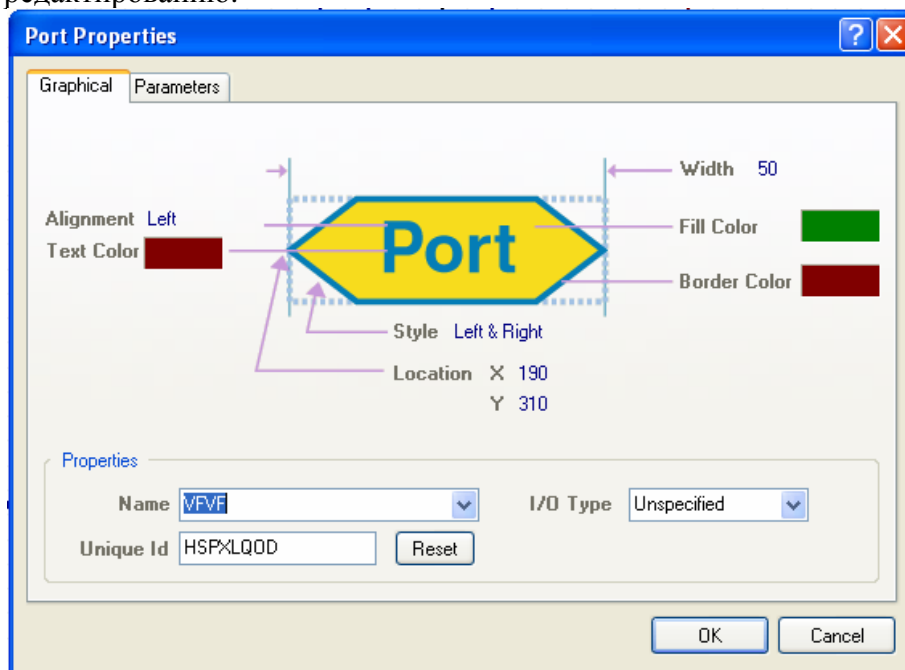 редактированию.
Port Properties
Graphical Parameters
Width 50
Alignment Left
Fill Color
Text Color
Port
Border Color
Style Left & Right
Location X 190
Y 310
Properties
Name VFVF I/O Type Unspecified
Unique Id HSPXLQOD Reset
OK Cancel